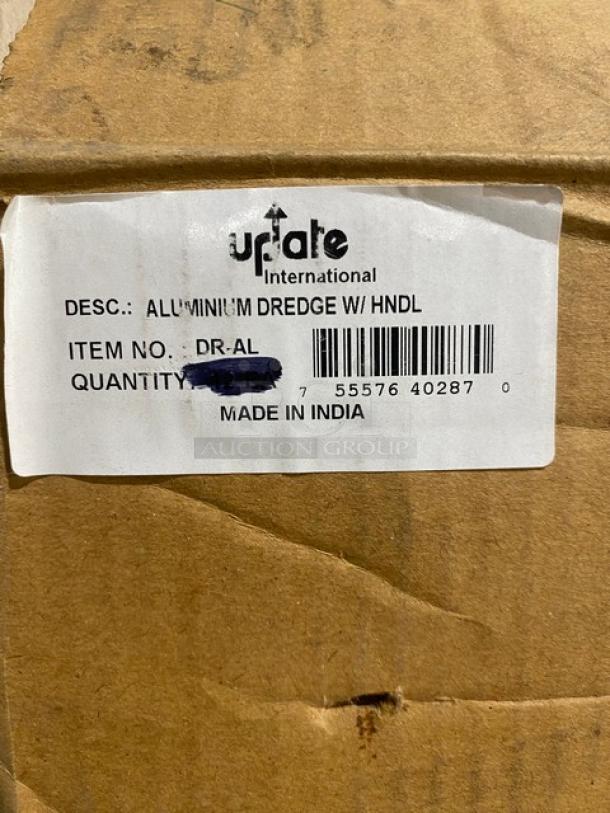 update
International
DESC.: ALUMINIUM DREDGE W/ HNDL
ITEM NO. : DR-AL
QUANTITY
7 55576 40287 0
MADE IN INDIA
AUCTION GROUP